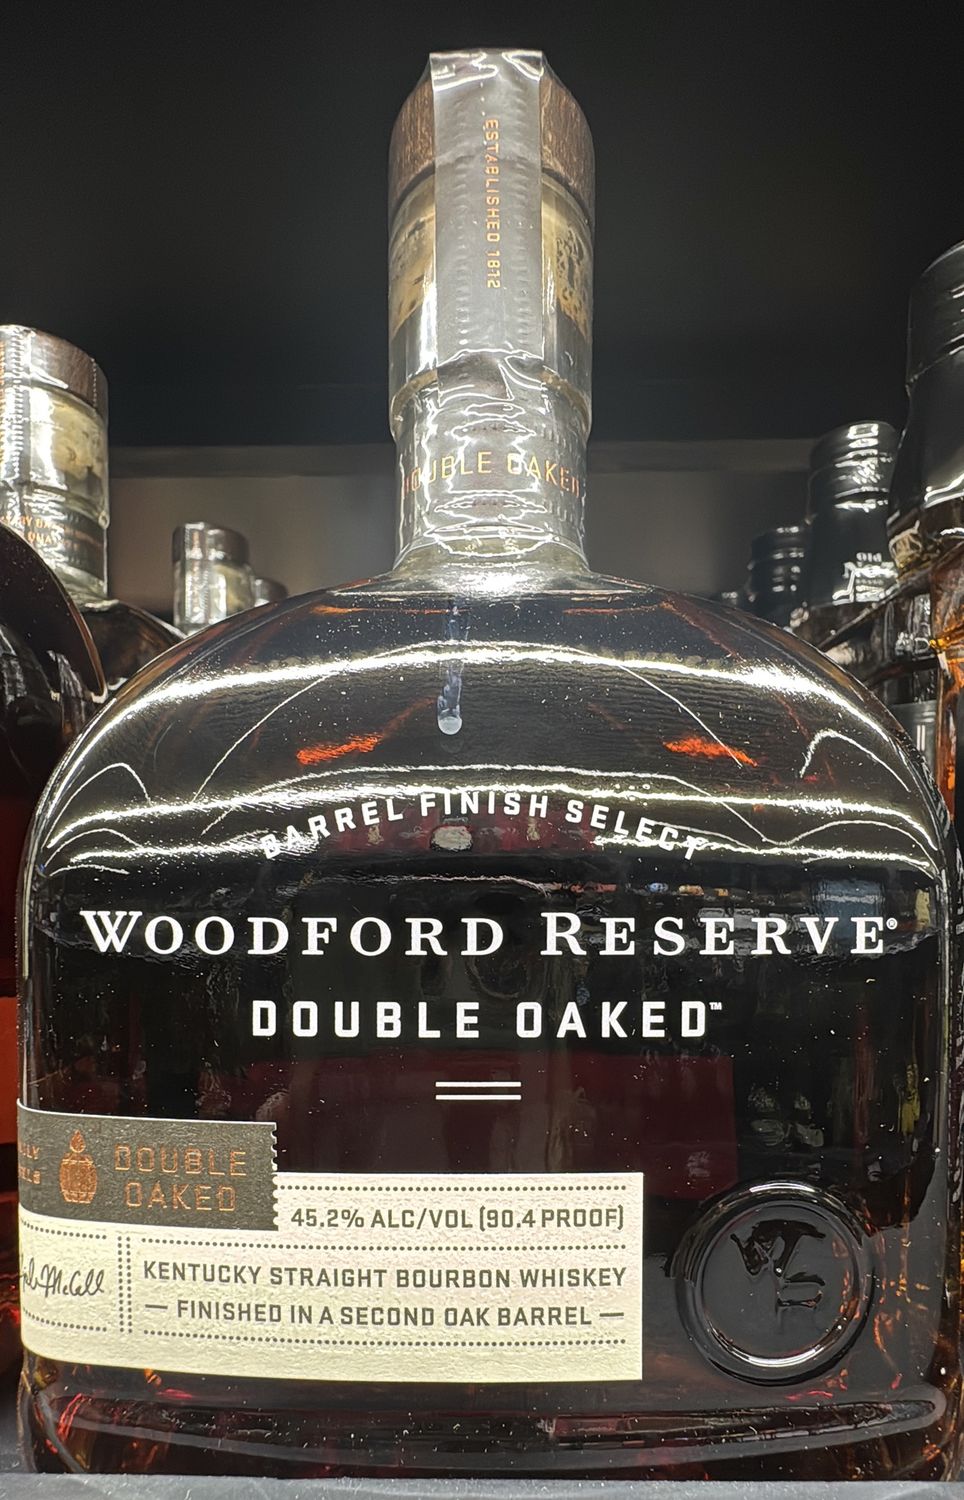 ESTABLISHED 1812
DOUBLE OAKED
BARREL FINISH SELECT
WOODFORD RESERVE®
DOUBLE OAKED™
DOUBLE
OAKED
45.2% ALC/VOL (90.4 PROOF)
KENTUCKY STRAIGHT BOURBON WHISKEY
— FINISHED IN A SECOND OAK BARREL —